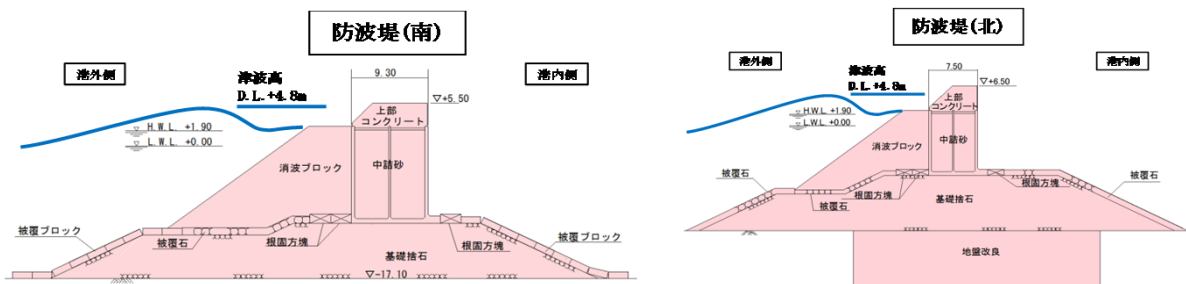 防波堤(南)
港外側
津波高
D.L.+4.8m
9.30
港内側
▽+5.50
上部
コンクリート
H.W.L. +1.90
L.W.L. +0.00
消波ブロック
中詰砂
被覆ブロック
被覆石
根固方塊
基礎捨石
根固方塊
被覆ブロック
▽-17.10
防波堤(北)
港外側
津波高
D.L.+4.8m
7.50
港内側
▽+6.50
上部
コンクリート
H.W.L. +1.90
L.W.L. +0.00
消波ブロック
中詰砂
被覆石
被覆石
根固方塊
基礎捨石
根固方塊
被覆石
地盤改良